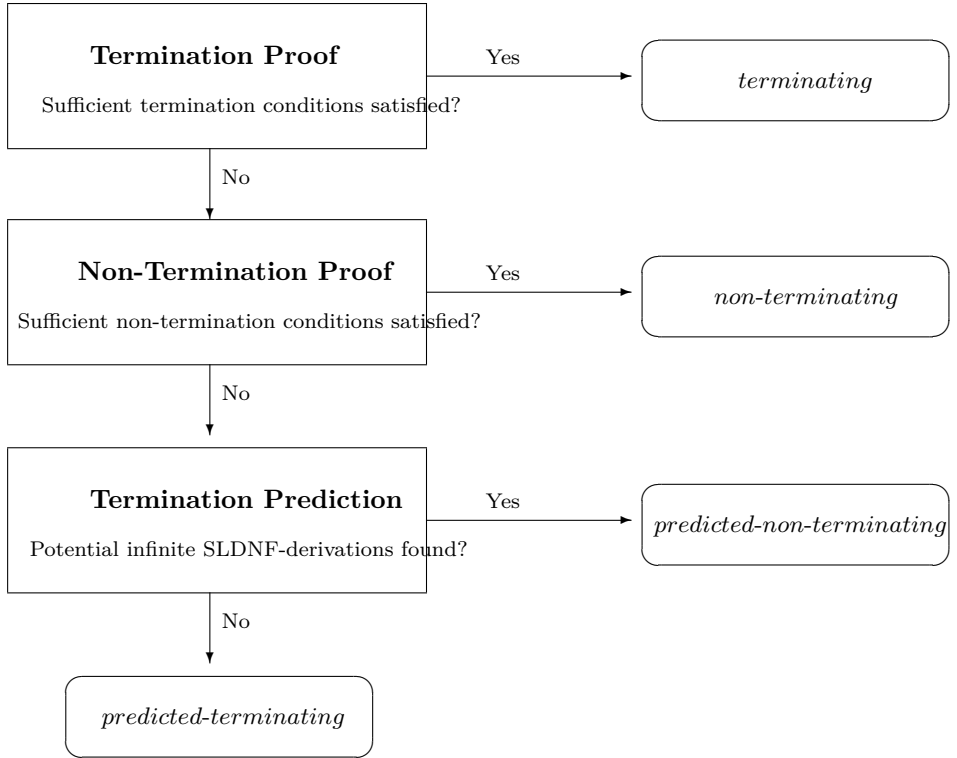 Termination Proof
Sufficient termination conditions satisfied?
Yes
terminating
No
Non-Termination Proof
Sufficient non-termination conditions satisfied?
Yes
non-terminating
No
Termination Prediction
Potential infinite SLDNF-derivations found?
Yes
predicted-non-terminating
No
predicted-terminating